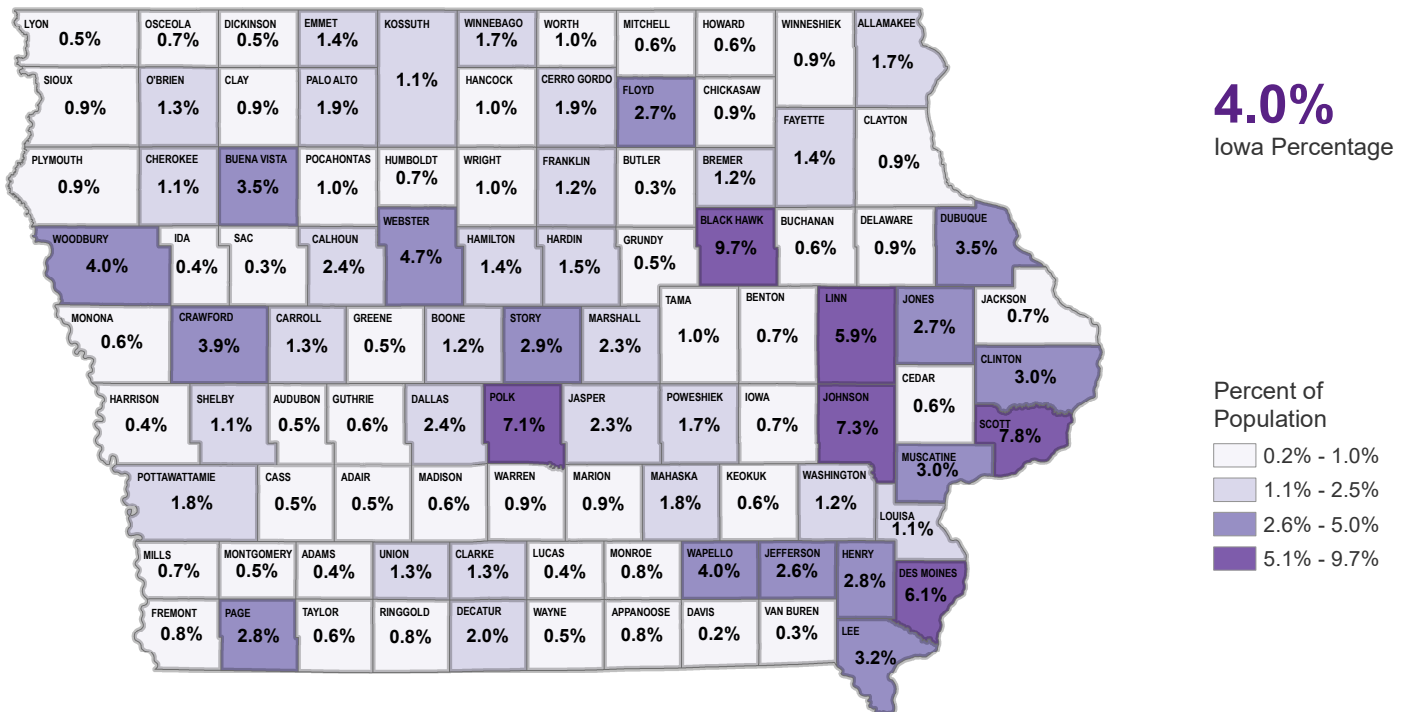 LYON
0.5%
OSCEOLA
0.7%
DICKINSON
0.5%
EMMET
1.4%
KOSSUTH
1.1%
WINNEBAGO
1.7%
WORTH
1.0%
MITCHELL
0.6%
HOWARD
0.6%
WINNESHIEK
0.9%
ALLAMAKEE
1.7%
SIOUX
0.9%
O'BRIEN
1.3%
CLAY
0.9%
PALO ALTO
1.9%
HANCOCK
1.0%
CERRO GORDO
1.9%
FLOYD
2.7%
CHICKASAW
0.9%
FAYETTE
1.4%
CLAYTON
0.9%
PLYMOUTH
0.9%
CHEROKEE
1.1%
BUENA VISTA
3.5%
POCAHONTAS
1.0%
HUMBOLDT
0.7%
WRIGHT
1.0%
FRANKLIN
1.2%
BUTLER
0.3%
BREMER
1.2%
WOODBURY
4.0%
IDA
0.4%
SAC
0.3%
CALHOUN
2.4%
WEBSTER
4.7%
HAMILTON
1.4%
HARDIN
1.5%
GRUNDY
0.5%
BLACK HAWK
9.7%
BUCHANAN
0.6%
DELAWARE
0.9%
DUBUQUE
3.5%
MONONA
0.6%
CRAWFORD
3.9%
CARROLL
1.3%
GREENE
0.5%
BOONE
1.2%
STORY
2.9%
MARSHALL
2.3%
TAMA
1.0%
BENTON
0.7%
LINN
5.9%
JONES
2.7%
JACKSON
0.7%
CLINTON
3.0%
HARRISON
0.4%
SHELBY
1.1%
AUDUBON
0.5%
GUTHRIE
0.6%
DALLAS
2.4%
POLK
7.1%
JASPER
2.3%
POWESHIEK
1.7%
IOWA
0.7%
JOHNSON
7.3%
CEDAR
0.6%
SCOTT
7.8%
MUSCATINE
3.0%
POTTAWATTAMIE
1.8%
CASS
0.5%
ADAIR
0.5%
MADISON
0.6%
WARREN
0.9%
MARION
0.9%
MAHASKA
1.8%
KEOKUK
0.6%
WASHINGTON
1.2%
LOUISA
1.1%
MILLS
0.7%
MONTGOMERY
0.5%
ADAMS
0.4%
UNION
1.3%
CLARKE
1.3%
LUCAS
0.4%
MONROE
0.8%
WAPELLO
4.0%
JEFFERSON
2.6%
HENRY
2.8%
DES MOINES
6.1%
FREMONT
0.8%
PAGE
2.8%
TAYLOR
0.6%
RINGGOLD
0.8%
DECATUR
2.0%
WAYNE
0.5%
APPANOOSE
0.8%
DAVIS
0.2%
VAN BUREN
0.3%
LEE
3.2%
4.0%
Iowa Percentage
Percent of
Population
0.2% - 1.0%
1.1% - 2.5%
2.6% - 5.0%
5.1% - 9.7%